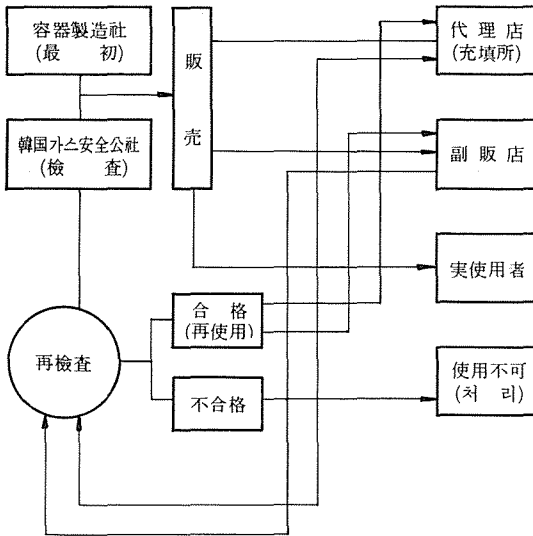 容器製造社
(最 初)
販
売
代理店
(充填所)
韓国가스安全公社
(檢 査)
副販店
実使用者
合 格
(再使用)
再檢査
不合格
使用不可
(처 리)